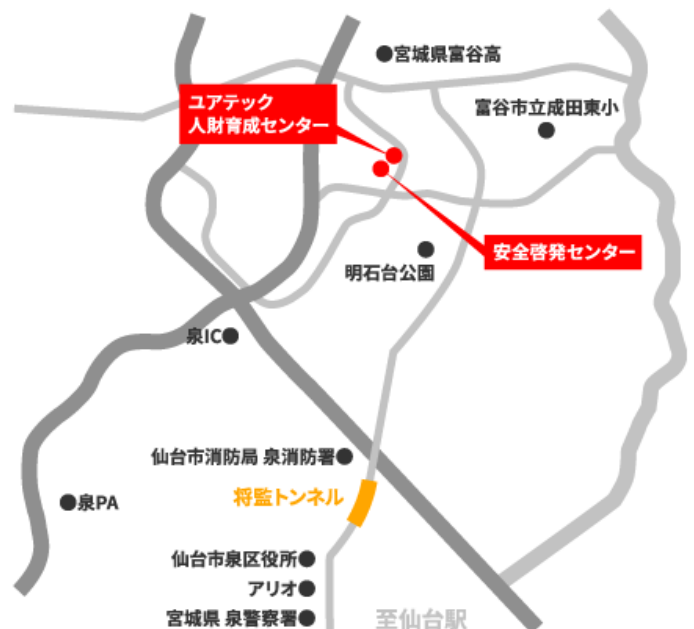 宮城県富谷高
ユアテック
人財育成センター
富谷市立成田東小
安全啓発センター
明石台公園
泉IC
仙台市消防局 泉消防署
将監トンネル
泉PA
仙台市泉区役所
アリオ
宮城県 泉警察署
至仙台駅